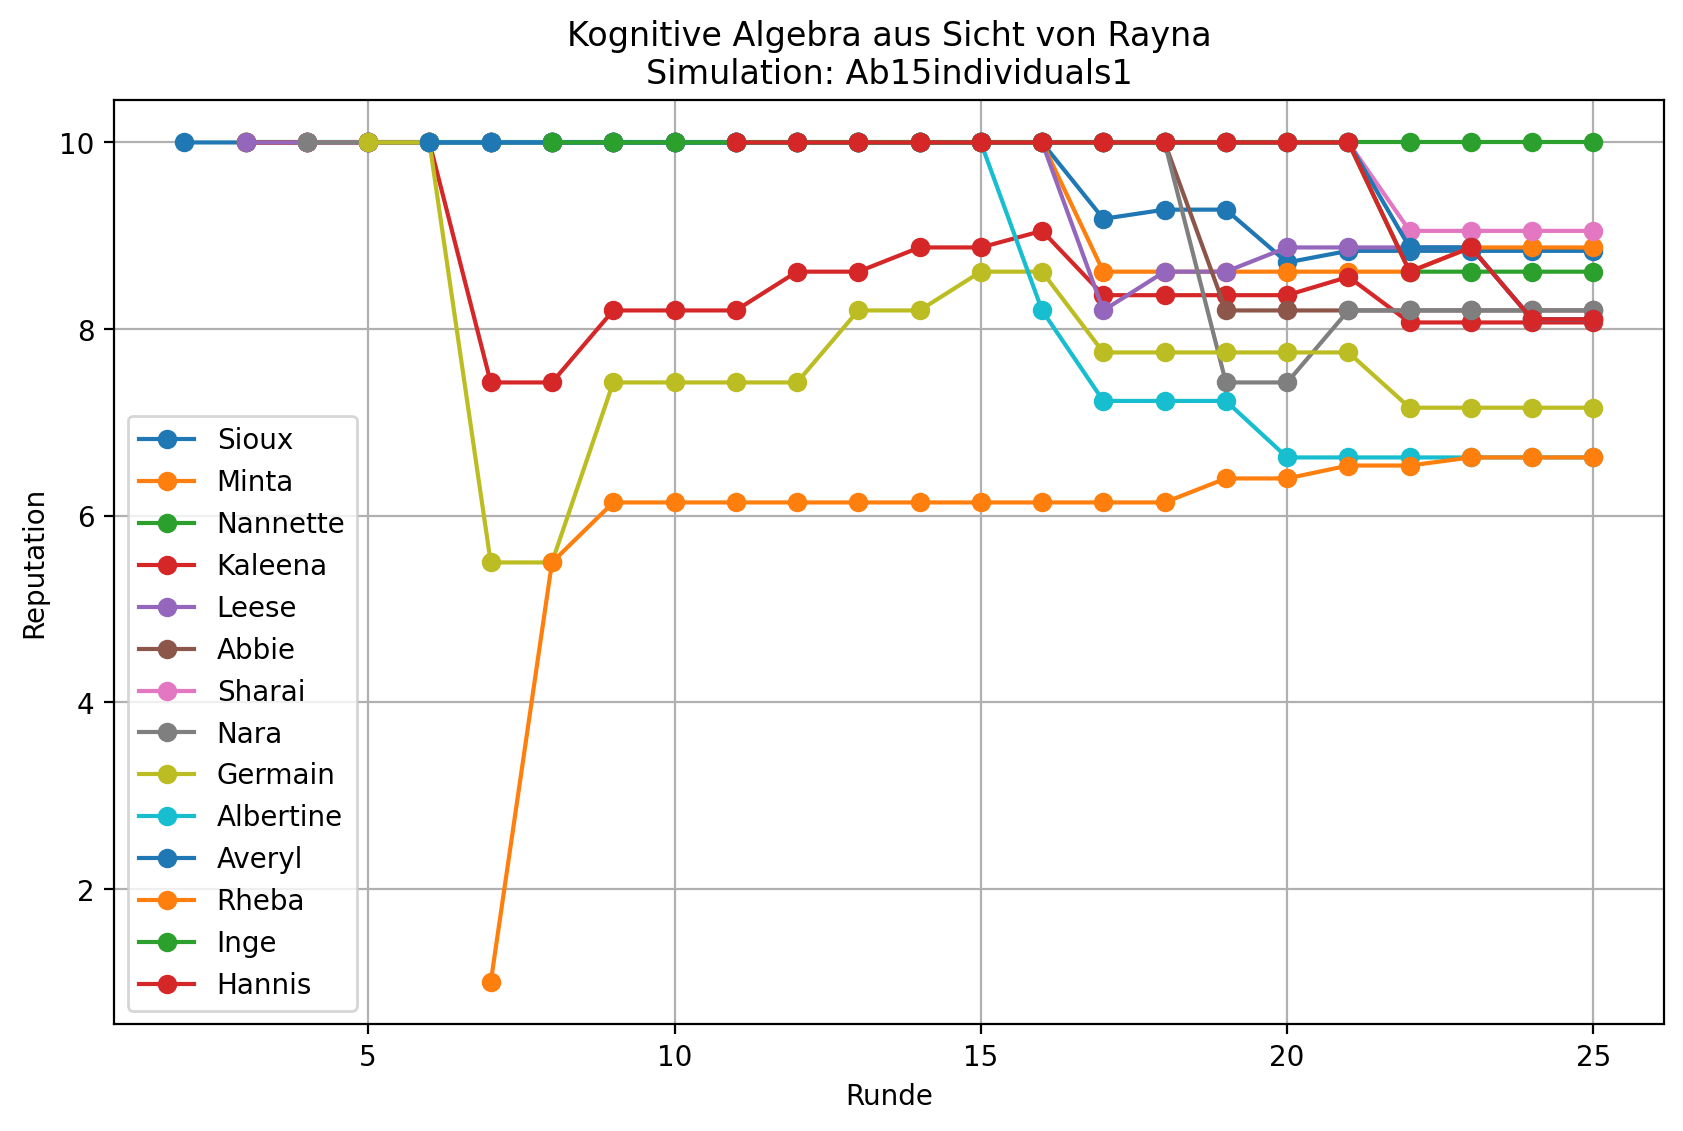 Kognitive Algebra aus Sicht von Rayna
Simulation: Ab15individuals1
10
8
6
4
2
Reputation
Sioux
Minta
Nannette
Kaleena
Leese
Abbie
Sharai
Nara
Germain
Albertine
Averyl
Rheba
Inge
Hannis
5
10
15
20
25
Runde